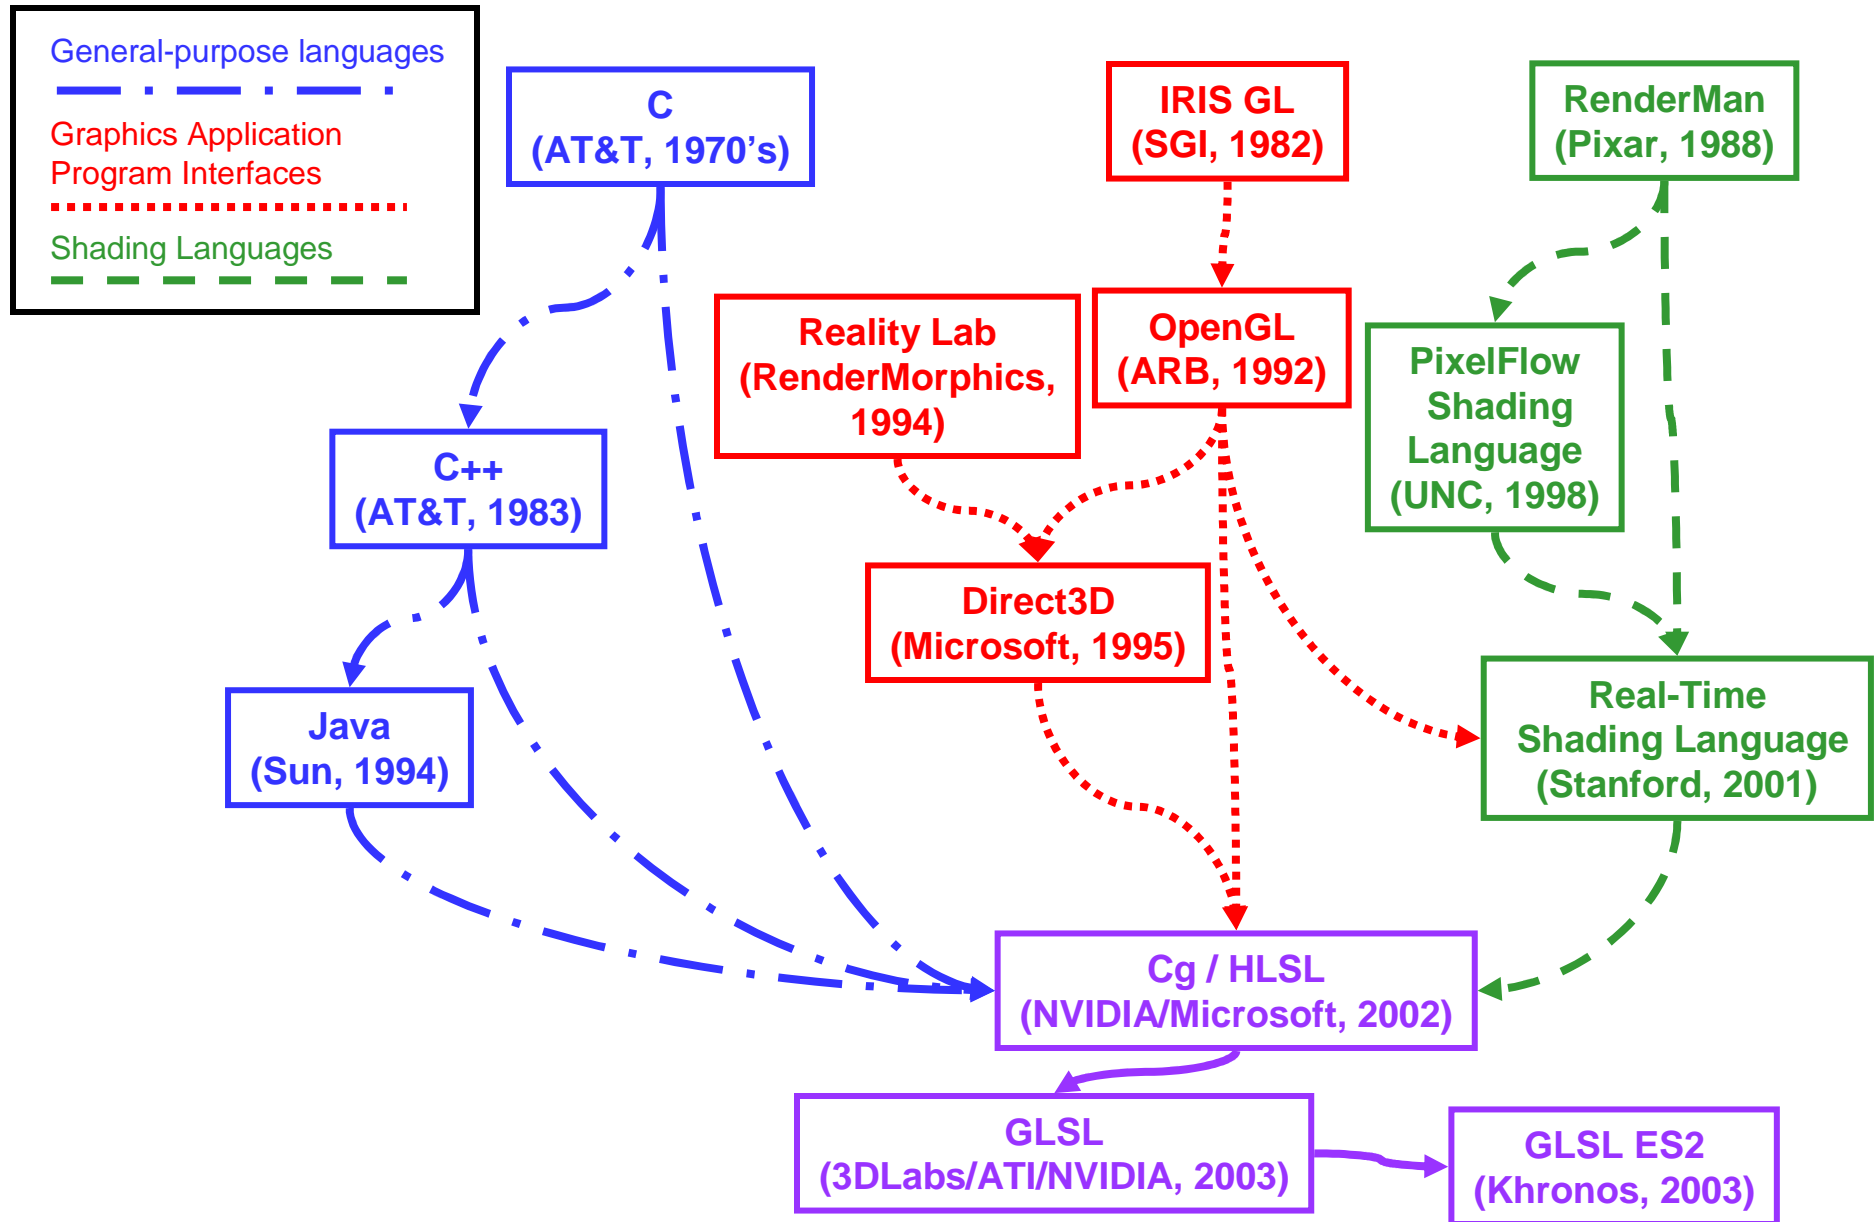 General-purpose languages
Graphics Application
Program Interfaces
Shading Languages
C
(AT&T, 1970’s)
IRIS GL
(SGI, 1982)
RenderMan
(Pixar, 1988)
Reality Lab
(RenderMorphics,
1994)
OpenGL
(ARB, 1992)
PixelFlow
Shading
Language
(UNC, 1998)
C++
(AT&T, 1983)
Direct3D
(Microsoft, 1995)
Java
(Sun, 1994)
Real-Time
Shading Language
(Stanford, 2001)
Cg / HLSL
(NVIDIA/Microsoft, 2002)
GLSL
(3DLabs/ATI/NVIDIA, 2003)
GLSL ES2
(Khronos, 2003)